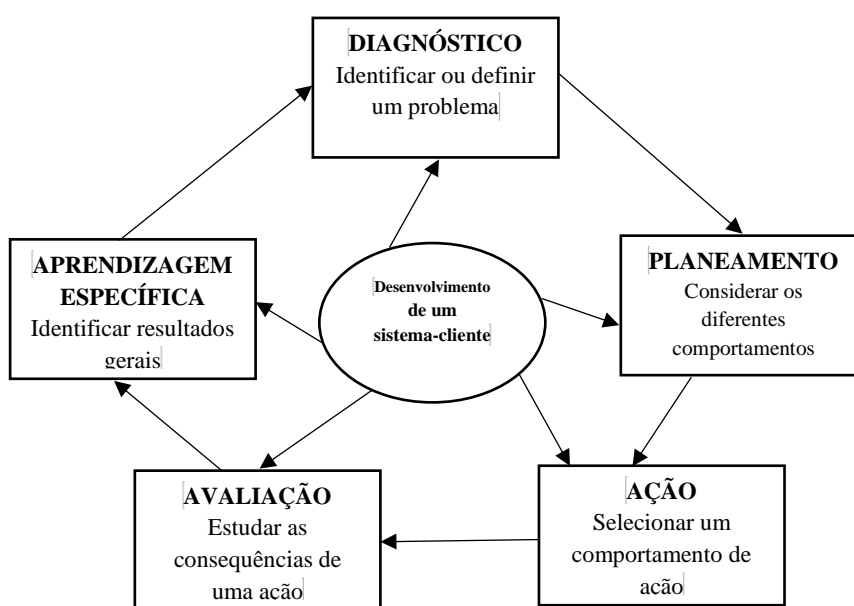 DIAGNÓSTICO
Identificar ou definir
um problema
APRENDIZAGEM
ESPECÍFICA
Identificar resultados
gerais
Desenvolvimento
de um
sistema-cliente
PLANEAMENTO
Considerar os
diferentes
comportamentos
AVALIAÇÃO
Estudar as
consequências de
uma ação
AÇÃO
Selecionar um
comportamento de
ação